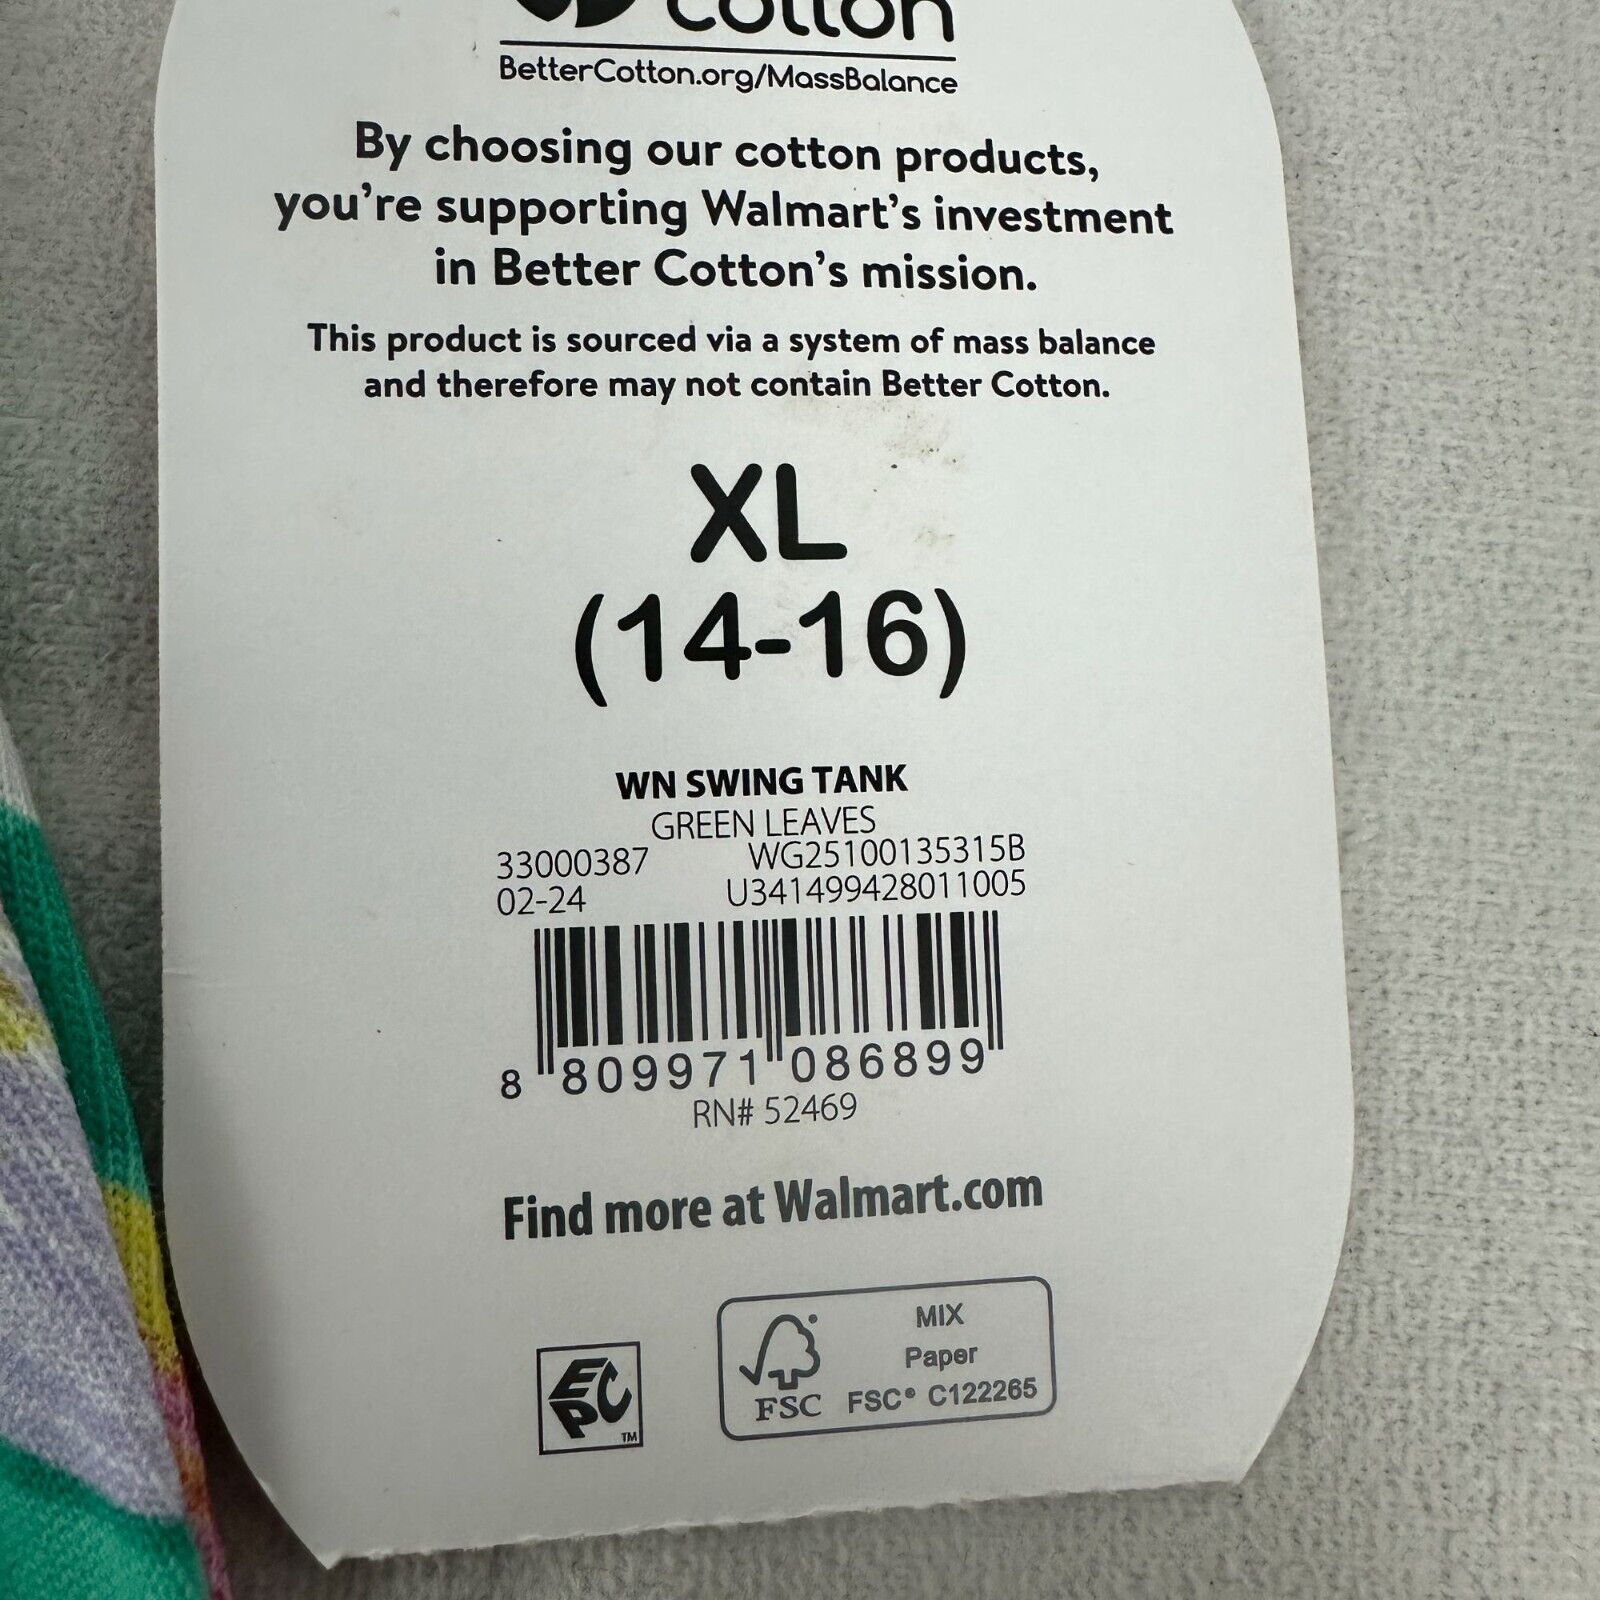 cotton
BetterCotton.org/MassBalance
By choosing our cotton products,
you're supporting Walmart's investment
in Better Cotton's mission.
This product is sourced via a system of mass balance
and therefore may not contain Better Cotton.
XL
(14-16)
WN SWING TANK
GREEN LEAVES
33000387 WG25100135315B
02-24 U341499428011005
8 809971 086899
RN# 52469
Find more at Walmart.com
EPC TM
MIX
Paper
FSC FSC® C122265